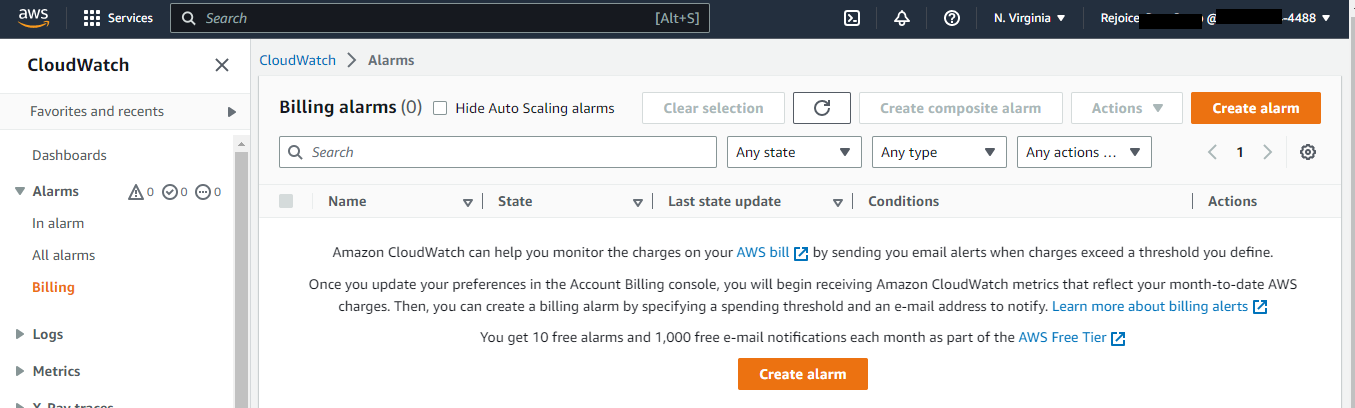 aws
Services
Search
[Alt+S]
N. Virginia
Rejoice @ -4488
CloudWatch
Favorites and recents
Dashboards
Alarms 0 0 0
In alarm
All alarms
Billing
Logs
Metrics
X-Ray traces
CloudWatch > Alarms
Billing alarms (0)
Hide Auto Scaling alarms
Clear selection
Create composite alarm
Actions
Create alarm
Search
Any state
Any type
Any actions ...
1
Name
State
Last state update
Conditions
Actions
Amazon CloudWatch can help you monitor the charges on your AWS bill by sending you email alerts when charges exceed a threshold you define.
Once you update your preferences in the Account Billing console, you will begin receiving Amazon CloudWatch metrics that reflect your month-to-date AWS
charges. Then, you can create a billing alarm by specifying a spending threshold and an e-mail address to notify. Learn more about billing alerts
You get 10 free alarms and 1,000 free e-mail notifications each month as part of the AWS Free Tier
Create alarm